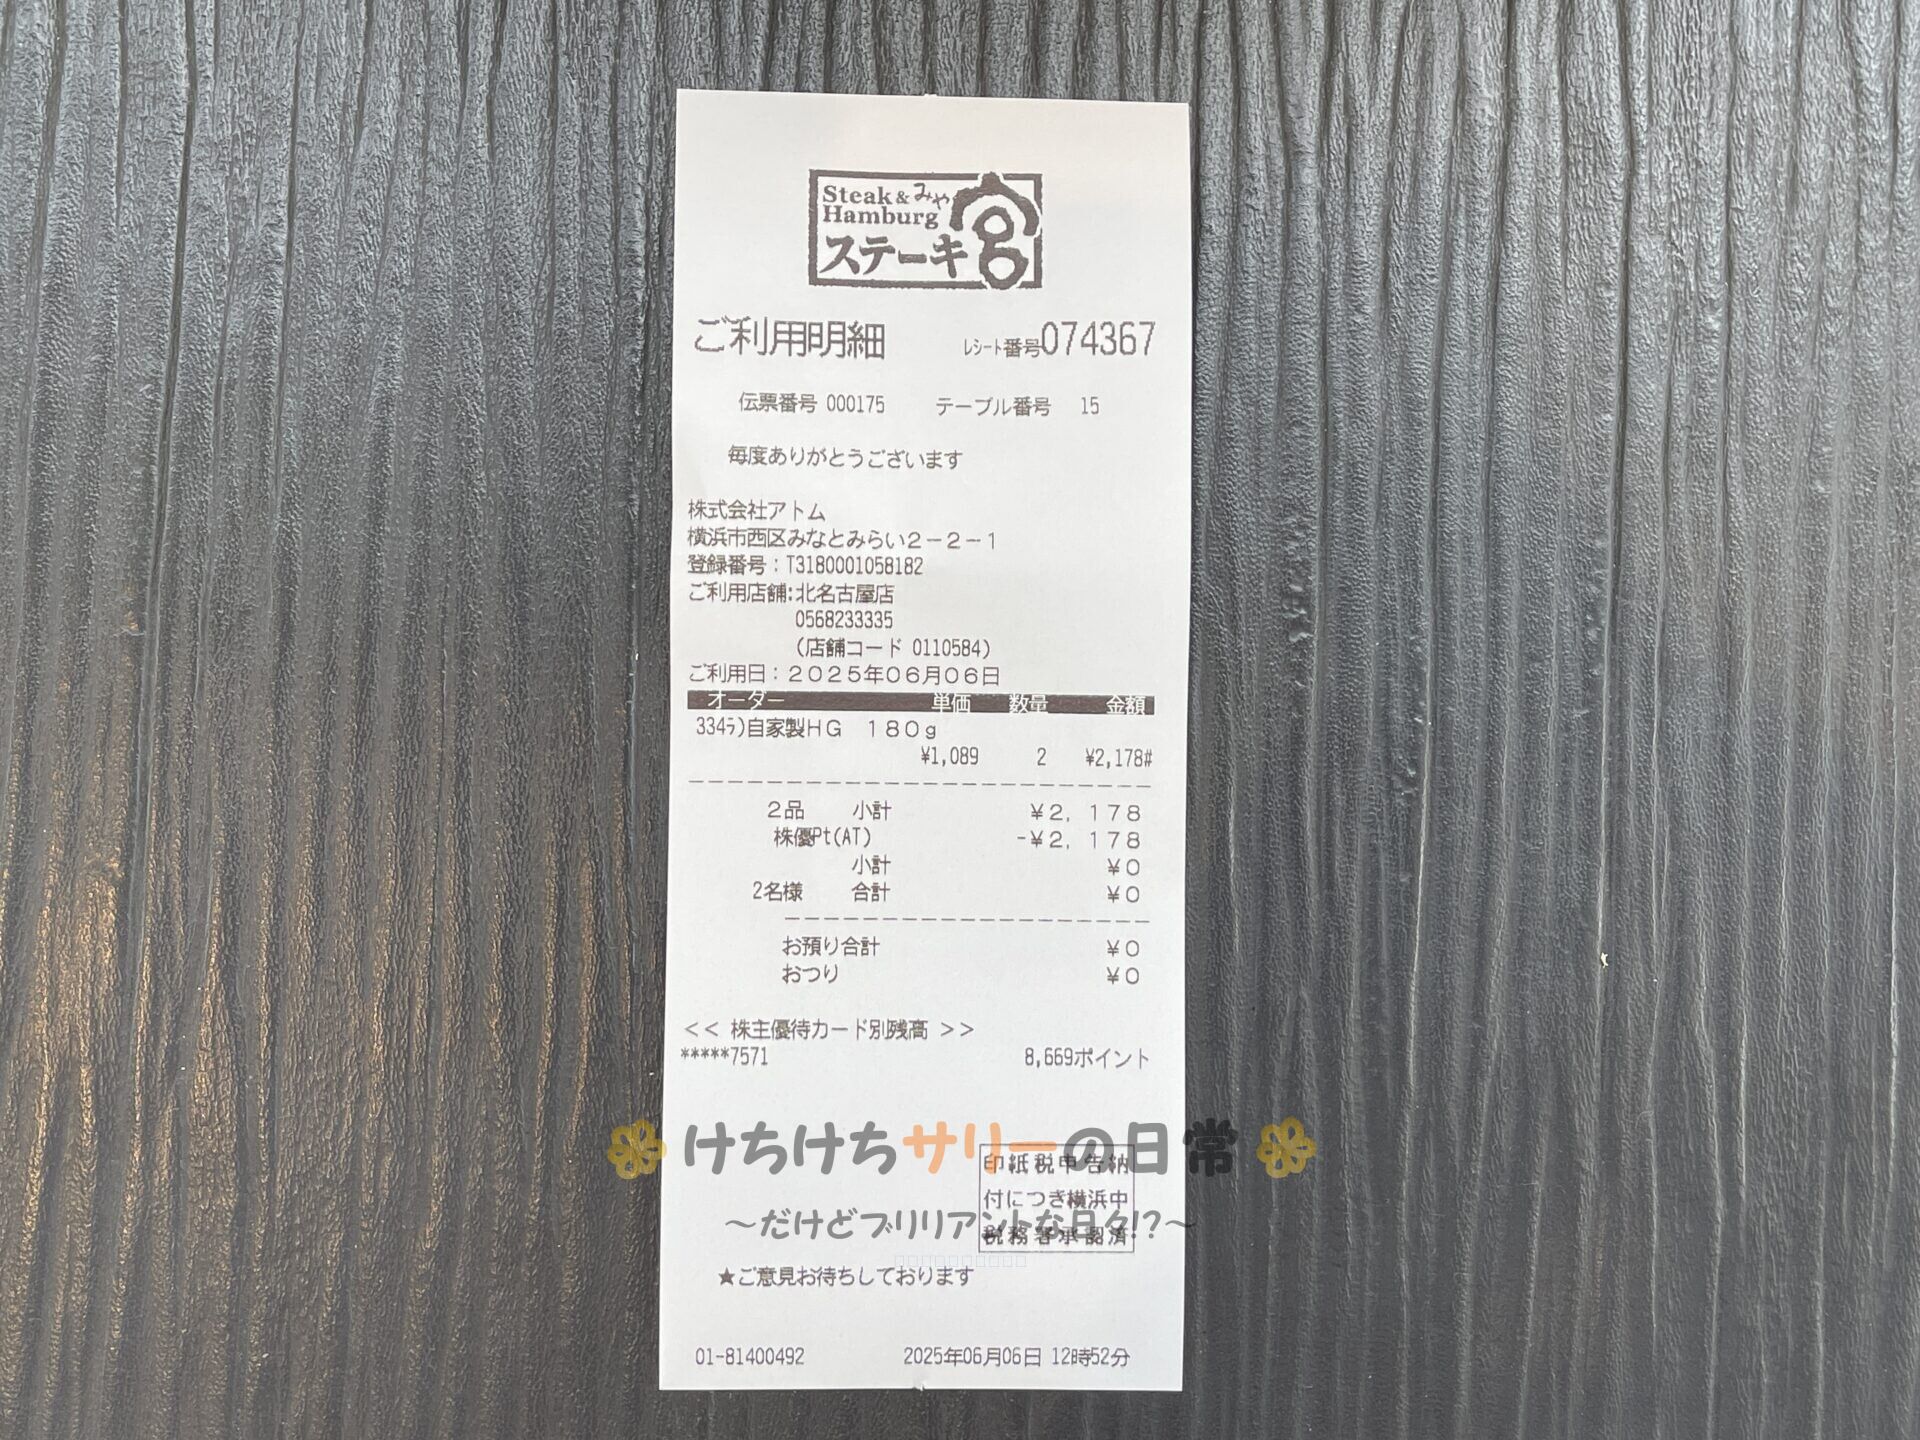 Steak & みや
Hamburg
ステーキ宮
ご利用明細 ﾚｼｰﾄ番号074367
伝票番号 000175 テーブル番号 15
毎度ありがとうございます
株式会社アトム
横浜市西区みなとみらい2－2－1
登録番号：T3180001058182
ご利用店舗:北名古屋店
0568233335
(店舗コード 0110584)
ご利用日：2025年06月06日
オーダー 単価 数量 金額
334ﾗ)自家製HG 180g
¥1,089 2 ¥2,178#
2品 小計 ¥2,178
株優Pt(AT) -¥2,178
小計 ¥0
2名様 合計 ¥0
お預り合計 ¥0
おつり ¥0
<< 株主優待カード別残高 >>
*****7571 8,669ポイント
けちけちサリーの日常
印紙税申告納
付につき横浜中
税務署承認済
～だけどブリリアントな日々!?～
★ご意見お待ちしております
01-81400492 2025年06月06日 12時52分